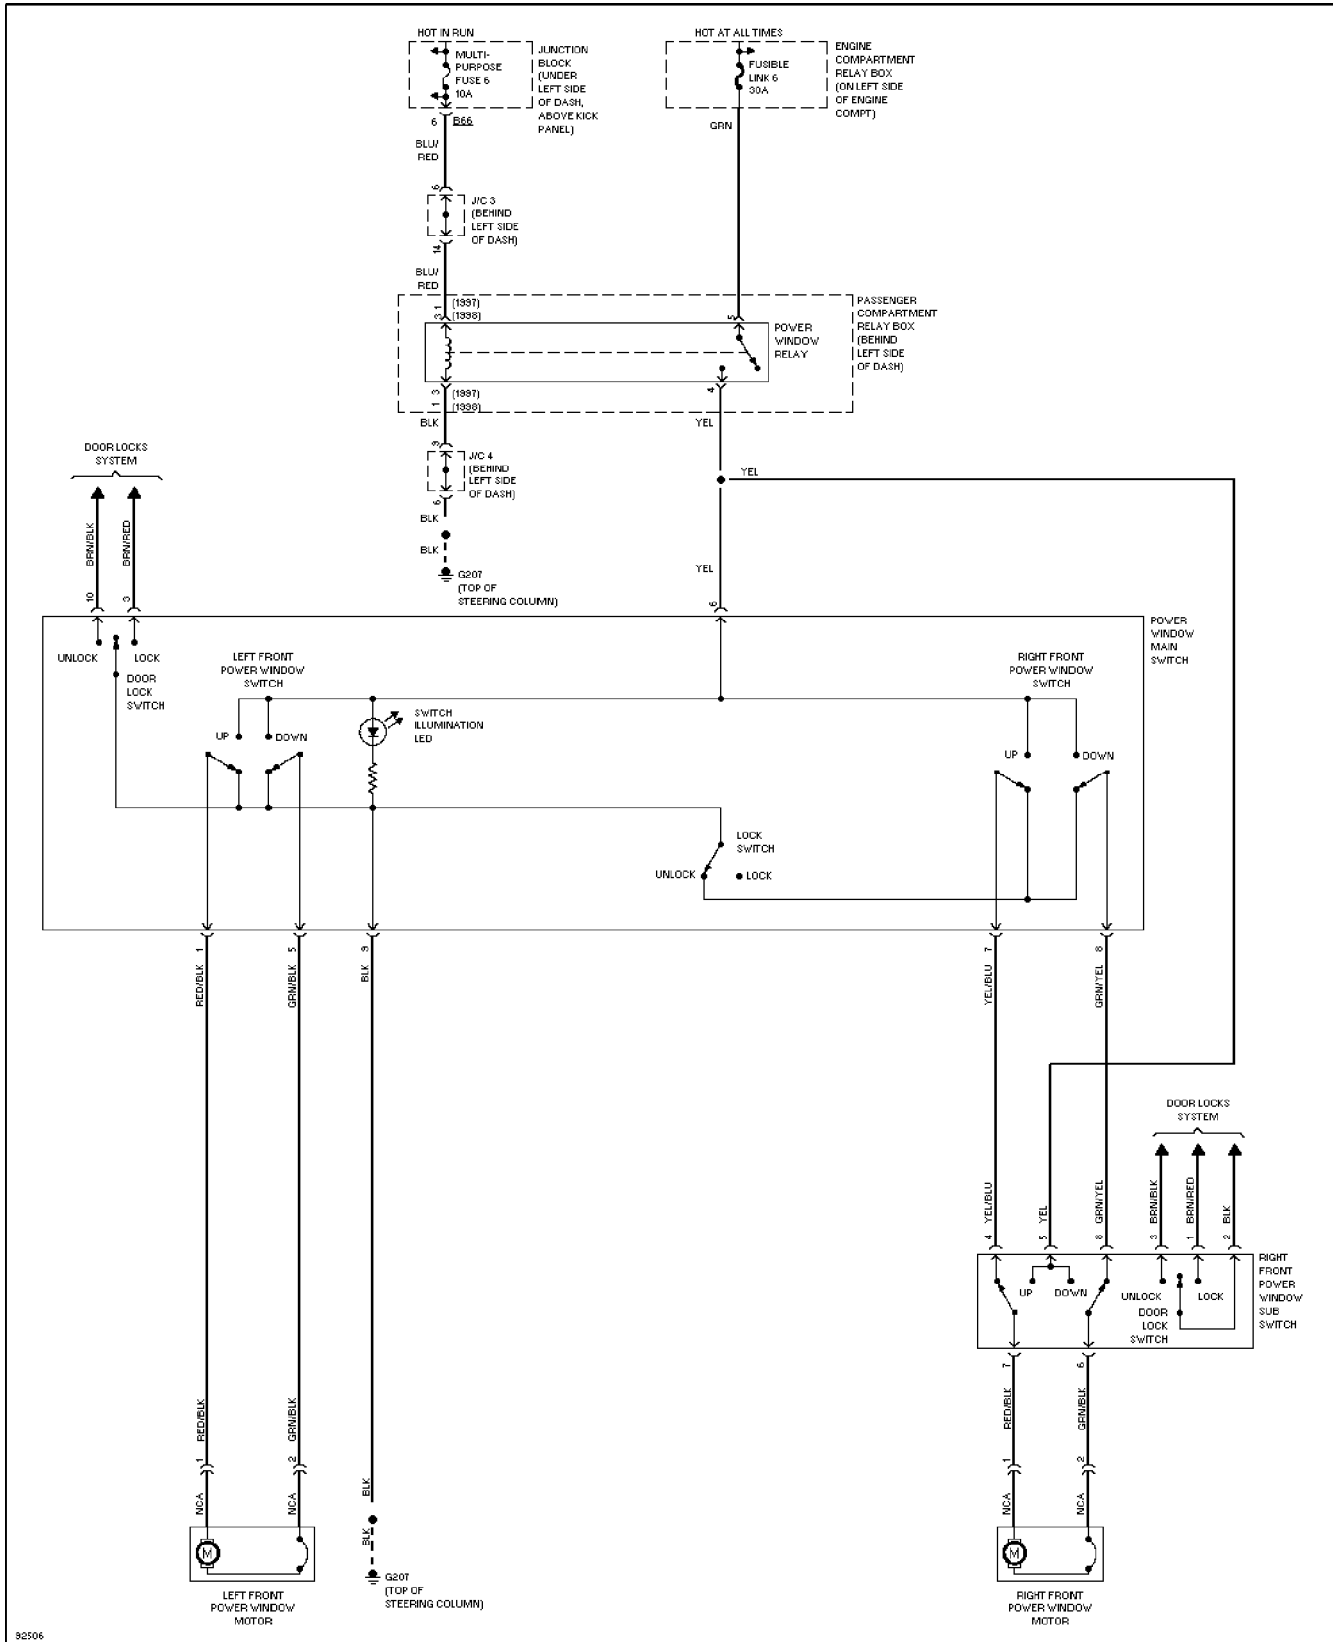 HOT IN RUN
MULTI-
PURPOSE
FUSE 6
10A
JUNCTION
BLOCK
(UNDER
LEFT SIDE
OF DASH,
ABOVE KICK
PANEL)
HOT AT ALL TIMES
FUSIBLE
LINK 6
30A
ENGINE
COMPARTMENT
RELAY BOX
(ON LEFT SIDE
OF ENGINE
COMPT)
6 B66
GRN
BLU/
RED
6
J/C 3
(BEHIND
LEFT SIDE
OF DASH)
14
BLU/
RED
1 (1997)
3 (1998)
5
POWER
WINDOW
RELAY
PASSENGER
COMPARTMENT
RELAY BOX
(BEHIND
LEFT SIDE
OF DASH)
3 (1997)
1 (1998)
4
BLK
YEL
J/C 4
(BEHIND
LEFT SIDE
OF DASH)
6
BLK
BLK
G207
(TOP OF
STEERING COLUMN)
YEL
YEL
6
DOOR LOCKS
SYSTEM
BRN/BLK
BRN/RED
10
3
UNLOCK
LOCK
DOOR
LOCK
SWITCH
LEFT FRONT
POWER WINDOW
SWITCH
UP
DOWN
SWITCH
ILLUMINATION
LED
RIGHT FRONT
POWER WINDOW
SWITCH
UP
DOWN
POWER
WINDOW
MAIN
SWITCH
LOCK
SWITCH
UNLOCK
LOCK
1
5
9
7
8
RED/BLK
GRN/BLK
BLK
YEL/BLU
GRN/YEL
DOOR LOCKS
SYSTEM
YEL/BLU
YEL
GRN/YEL
BRN/BLK
BRN/RED
BLK
4
5
8
3
1
2
UP
DOWN
UNLOCK
LOCK
DOOR
LOCK
SWITCH
RIGHT
FRONT
POWER
WINDOW
SUB
SWITCH
7
6
RED/BLK
GRN/BLK
RED/BLK
GRN/BLK
1
2
1
2
NCA
NCA
BLK
BLK
NCA
NCA
M
M
G207
(TOP OF
STEERING COLUMN)
LEFT FRONT
POWER WINDOW
MOTOR
RIGHT FRONT
POWER WINDOW
MOTOR
92506